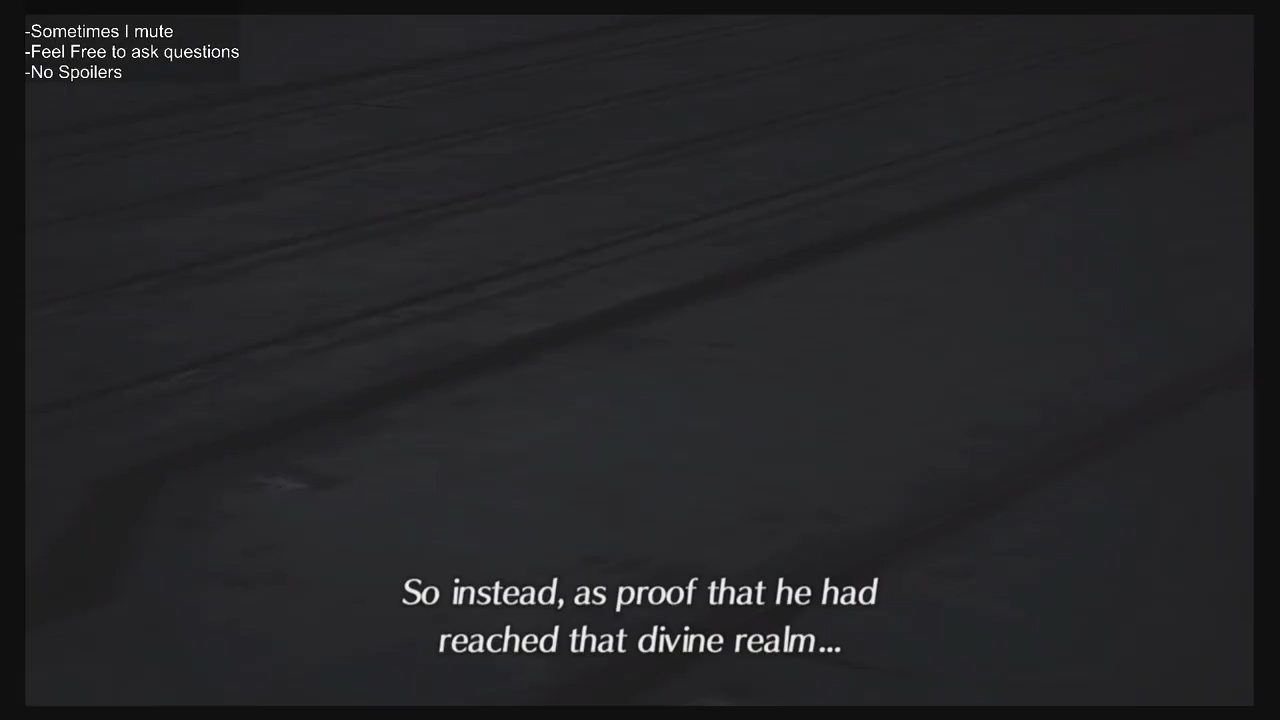 -Sometimes I mute
-Feel Free to ask questions
-No Spoilers
So instead, as proof that he had
reached that divine realm...